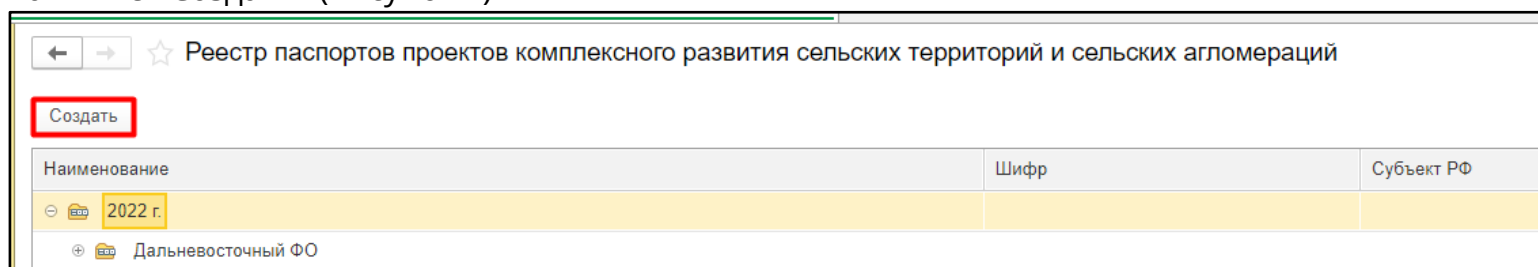 Реестр паспортов проектов комплексного развития сельских территорий и сельских агломераций
Создать
Наименование Шифр Субъект РФ
2022 г.
Дальневосточный ФО